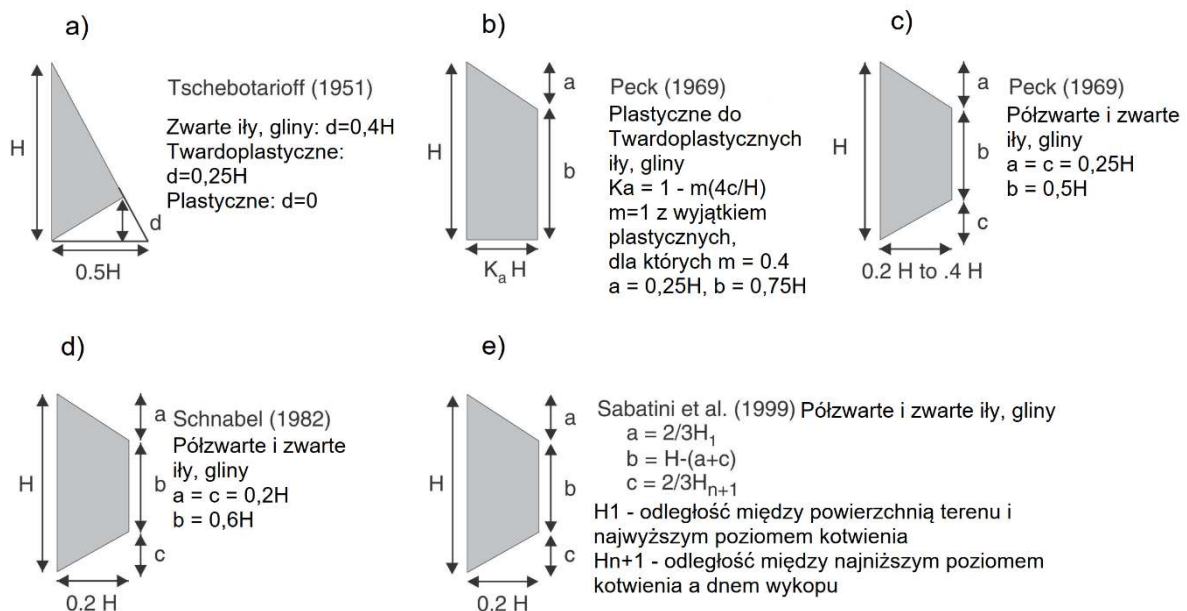 a)
Tschebotarioff (1951)
Zwarte iły, gliny: d=0,4H
Twardoplastyczne:
d=0,25H
Plastyczne: d=0
H
d
0.5H
b)
Peck (1969)
Plastyczne do
Twardoplastycznych
iły, gliny
Ka = 1 - m(4c/H)
m=1 z wyjątkiem
plastycznych,
dla których m = 0.4
a = 0,25H, b = 0,75H
H
a
b
Ka H
c)
Peck (1969)
Półzwarte i zwarte
iły, gliny
a = c = 0,25H
b = 0,5H
H
a
b
c
0.2 H to .4 H
d)
Schnabel (1982)
Półzwarte i zwarte
iły, gliny
a = c = 0,2H
b = 0,6H
H
a
b
c
0.2 H
e)
Sabatini et al. (1999) Półzwarte i zwarte iły, gliny
a = 2/3H1
b = H-(a+c)
c = 2/3Hn+1
H1 - odległość między powierzchnią terenu i
najwyższym poziomem kotwienia
Hn+1 - odległość między najniższym poziomem
kotwienia a dnem wykopu
H
a
b
c
0.2 H